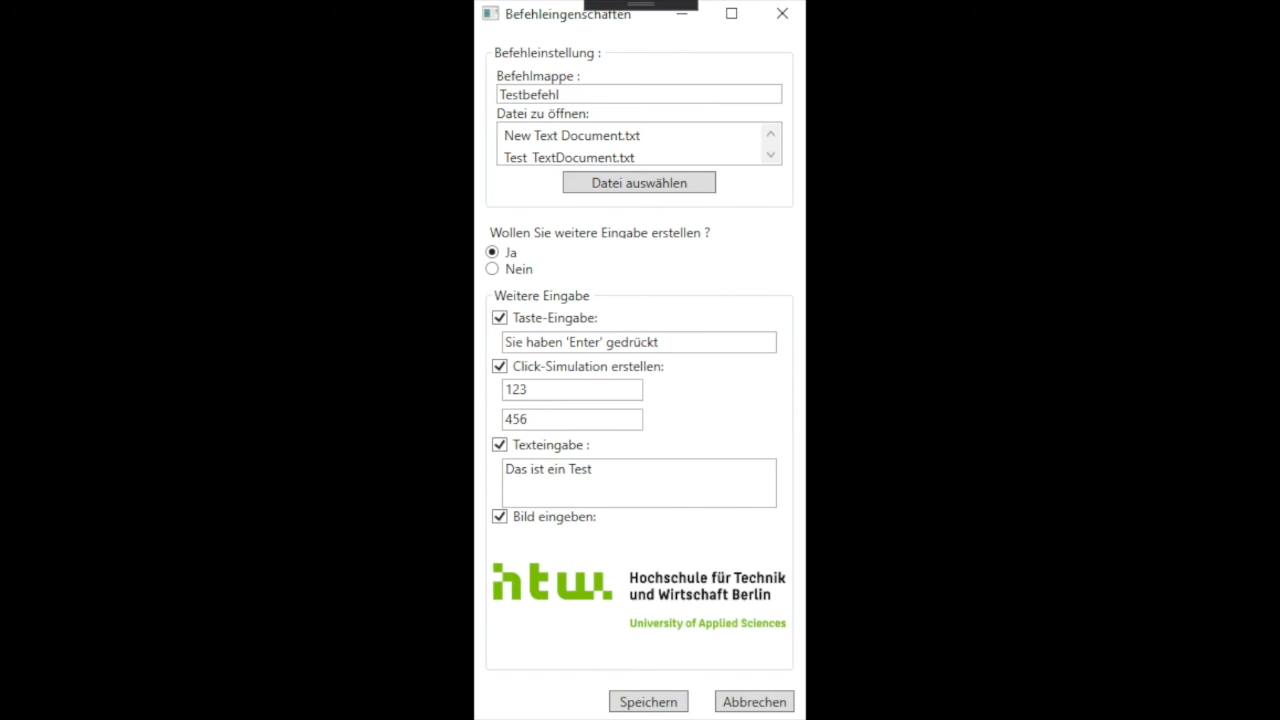 Befehleingenschaften
Befehleinstellung :
Befehlmappe :
Testbefehl
Datei zu öffnen:
New Text Document.txt
Test TextDocument.txt
Datei auswählen
Wollen Sie weitere Eingabe erstellen ?
Ja
Nein
Weitere Eingabe
Taste-Eingabe:
Sie haben 'Enter' gedrückt
Click-Simulation erstellen:
123
456
Texteingabe :
Das ist ein Test
Bild eingeben:
htw.
Hochschule für Technik
und Wirtschaft Berlin
University of Applied Sciences
Speichern Abbrechen